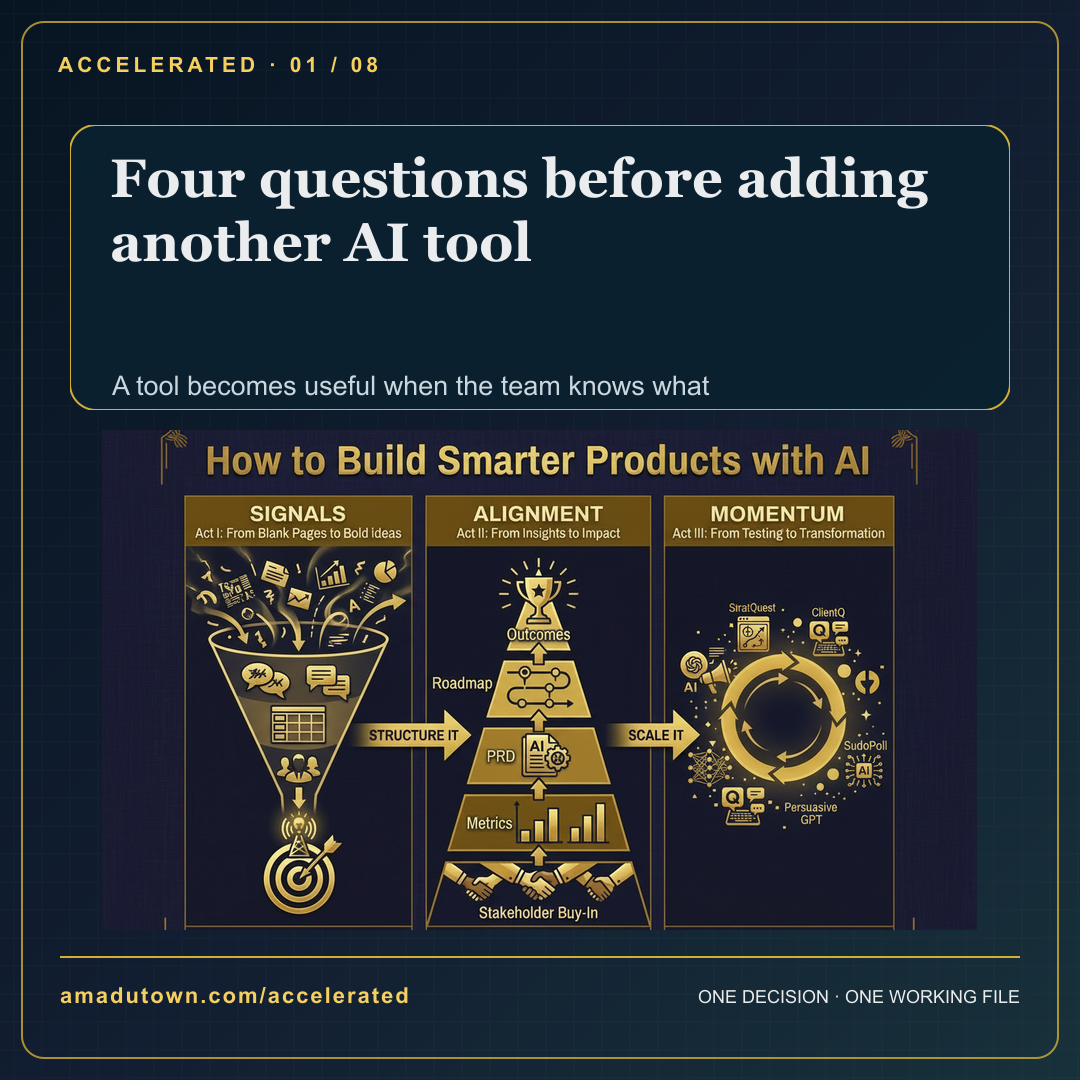 ACCELERATED · 01 / 08
Four questions before adding
another AI tool
A tool becomes useful when the team knows what
How to Build Smarter Products with AI
SIGNALS
Act I: From Blank Pages to Bold Ideas
ALIGNMENT
Act II: From Insights to Impact
MOMENTUM
Act III: From Testing to Transformation
Outcomes
Roadmap
PRD
AI
Metrics
Stakeholder Buy-In
STRUCTURE IT
SCALE IT
SiratQuest
ClientQ
Q
AI
SudoPoll
AI
Q
Persuasive
GPT
amadutown.com/accelerated
ONE DECISION · ONE WORKING FILE